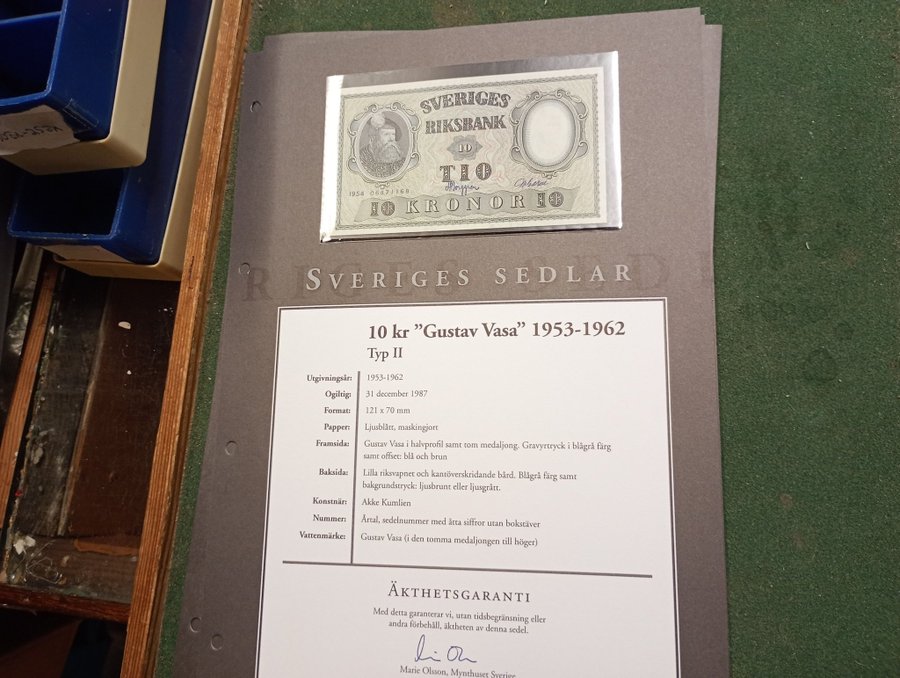 SVERIGES
RIKSBANK
10
TIO
1954
10 KRONOR 10
SVERIGES SEDLAR
10 kr ”Gustav Vasa” 1953-1962
Typ II
Utgivningsår: 1953-1962
Ogiltig: 31 december 1987
Format: 121 x 70 mm
Papper: Ljusblått, maskingjort
Framsida: Gustav Vasa i halvprofil samt tom medaljong. Gravyrtryck i blågrå färg
samt offset: blå och brun
Baksida: Lilla riksvapnet och kantöverskridande bård. Blågrå färg samt
bakgrundstryck: ljusbrunt eller ljusgrått.
Konstnär: Akke Kumlien
Nummer: Årtal, sedelnummer med åtta siffror utan bokstäver
Vattenmärke: Gustav Vasa (i den tomma medaljongen till höger)
ÄKTHETSGARANTI
Med detta garanterar vi, utan tidsbegränsning eller
andra förbehåll, äktheten av denna sedel.
Marie Olsson, Mynthuset Sverige